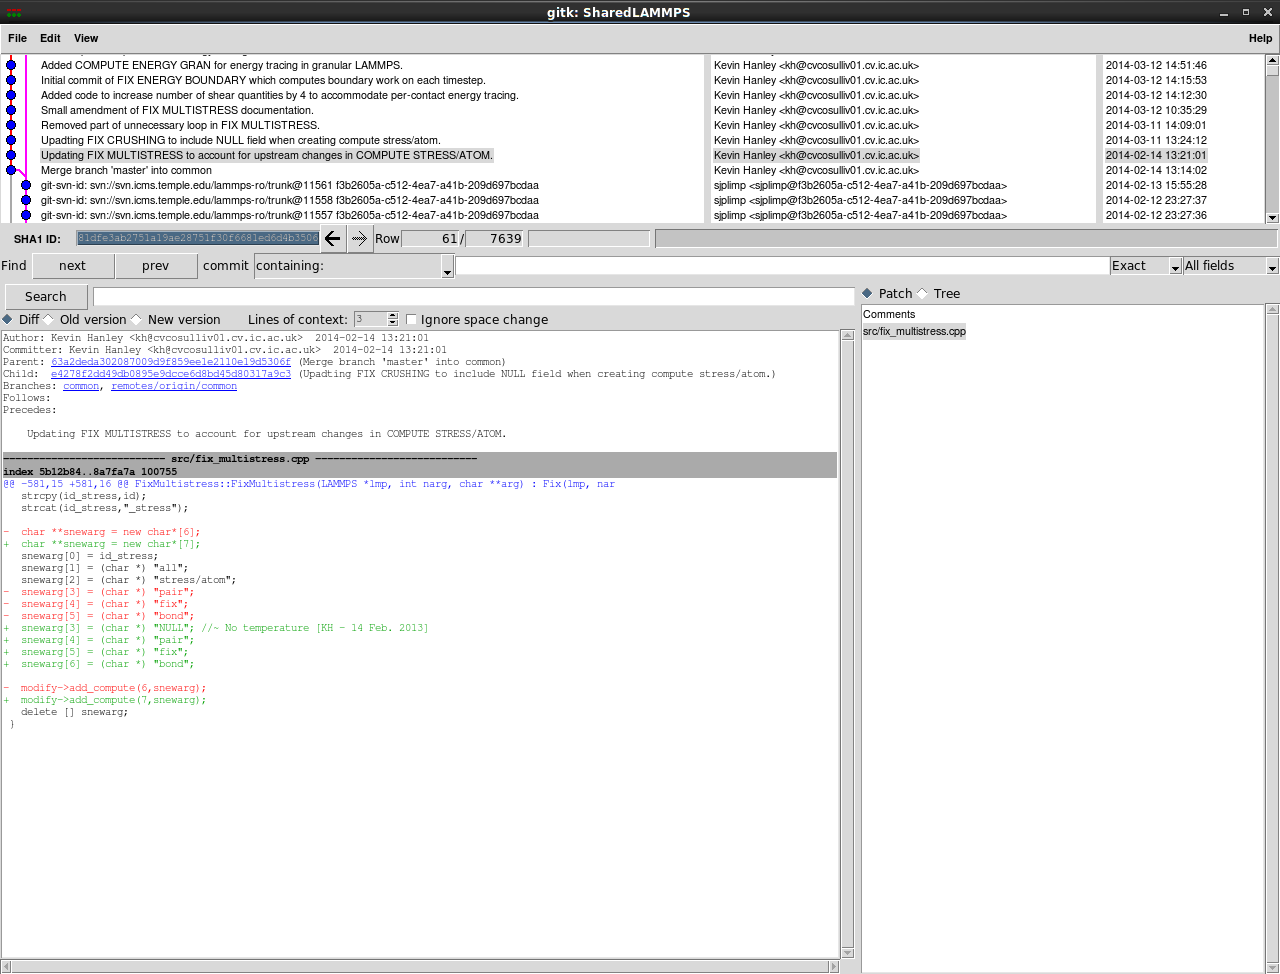 gitk: SharedLAMMPS
File Edit View Help
Added COMPUTE ENERGY GRAN for energy tracing in granular LAMMPS. Kevin Hanley <kh@cvcosulliv01.cv.ic.ac.uk> 2014-03-12 14:51:46
Initial commit of FIX ENERGY BOUNDARY which computes boundary work on each timestep. Kevin Hanley <kh@cvcosulliv01.cv.ic.ac.uk> 2014-03-12 14:15:53
Added code to increase number of shear quantities by 4 to accommodate per-contact energy tracing. Kevin Hanley <kh@cvcosulliv01.cv.ic.ac.uk> 2014-03-12 14:12:30
Small amendment of FIX MULTISTRESS documentation. Kevin Hanley <kh@cvcosulliv01.cv.ic.ac.uk> 2014-03-12 10:35:29
Removed part of unnecessary loop in FIX MULTISTRESS. Kevin Hanley <kh@cvcosulliv01.cv.ic.ac.uk> 2014-03-11 14:09:01
Upadting FIX CRUSHING to include NULL field when creating compute stress/atom. Kevin Hanley <kh@cvcosulliv01.cv.ic.ac.uk> 2014-03-11 13:24:12
Updating FIX MULTISTRESS to account for upstream changes in COMPUTE STRESS/ATOM. Kevin Hanley <kh@cvcosulliv01.cv.ic.ac.uk> 2014-02-14 13:21:01
Merge branch 'master' into common Kevin Hanley <kh@cvcosulliv01.cv.ic.ac.uk> 2014-02-14 13:14:02
git-svn-id: svn://svn.icms.temple.edu/lammps-ro/trunk@11561 f3b2605a-c512-4ea7-a41b-209d697bcdaa sjplimp <sjplimp@f3b2605a-c512-4ea7-a41b-209d697bcdaa> 2014-02-13 15:55:28
git-svn-id: svn://svn.icms.temple.edu/lammps-ro/trunk@11558 f3b2605a-c512-4ea7-a41b-209d697bcdaa sjplimp <sjplimp@f3b2605a-c512-4ea7-a41b-209d697bcdaa> 2014-02-12 23:27:37
git-svn-id: svn://svn.icms.temple.edu/lammps-ro/trunk@11557 f3b2605a-c512-4ea7-a41b-209d697bcdaa sjplimp <sjplimp@f3b2605a-c512-4ea7-a41b-209d697bcdaa> 2014-02-12 23:27:36
SHA1 ID: 81dfe3ab2751a19ae28751f30f6681ed6d4b3506 Row 61 / 7639
Find next prev commit containing: Exact All fields
Search
Patch Tree
Diff Old version New version Lines of context: 3 Ignore space change
Comments
src/fix_multistress.cpp
Author: Kevin Hanley <kh@cvcosulliv01.cv.ic.ac.uk>  2014-02-14 13:21:01
Committer: Kevin Hanley <kh@cvcosulliv01.cv.ic.ac.uk>  2014-02-14 13:21:01
Parent: 63a2deda302087009d9f859ee1e2110e19d5306f (Merge branch 'master' into common)
Child:  e4278f2dd49db0895e9dcce6d8bd45d80317a9c3 (Upadting FIX CRUSHING to include NULL field when creating compute stress/atom.)
Branches: common, remotes/origin/common
Follows:
Precedes:
Updating FIX MULTISTRESS to account for upstream changes in COMPUTE STRESS/ATOM.
--------------------------- src/fix_multistress.cpp ---------------------------
index 5b12b84..8a7fa7a 100755
@@ -581,15 +581,16 @@ FixMultistress::FixMultistress(LAMMPS *lmp, int narg, char **arg) : Fix(lmp, nar
   strcpy(id_stress,id);
   strcat(id_stress,"_stress");
-  char **snewarg = new char*[6];
+  char **snewarg = new char*[7];
   snewarg[0] = id_stress;
   snewarg[1] = (char *) "all";
   snewarg[2] = (char *) "stress/atom";
-  snewarg[3] = (char *) "pair";
-  snewarg[4] = (char *) "fix";
-  snewarg[5] = (char *) "bond";
+  snewarg[3] = (char *) "NULL"; //~ No temperature [KH - 14 Feb. 2013]
+  snewarg[4] = (char *) "pair";
+  snewarg[5] = (char *) "fix";
+  snewarg[6] = (char *) "bond";
-  modify->add_compute(6,snewarg);
+  modify->add_compute(7,snewarg);
   delete [] snewarg;
 }